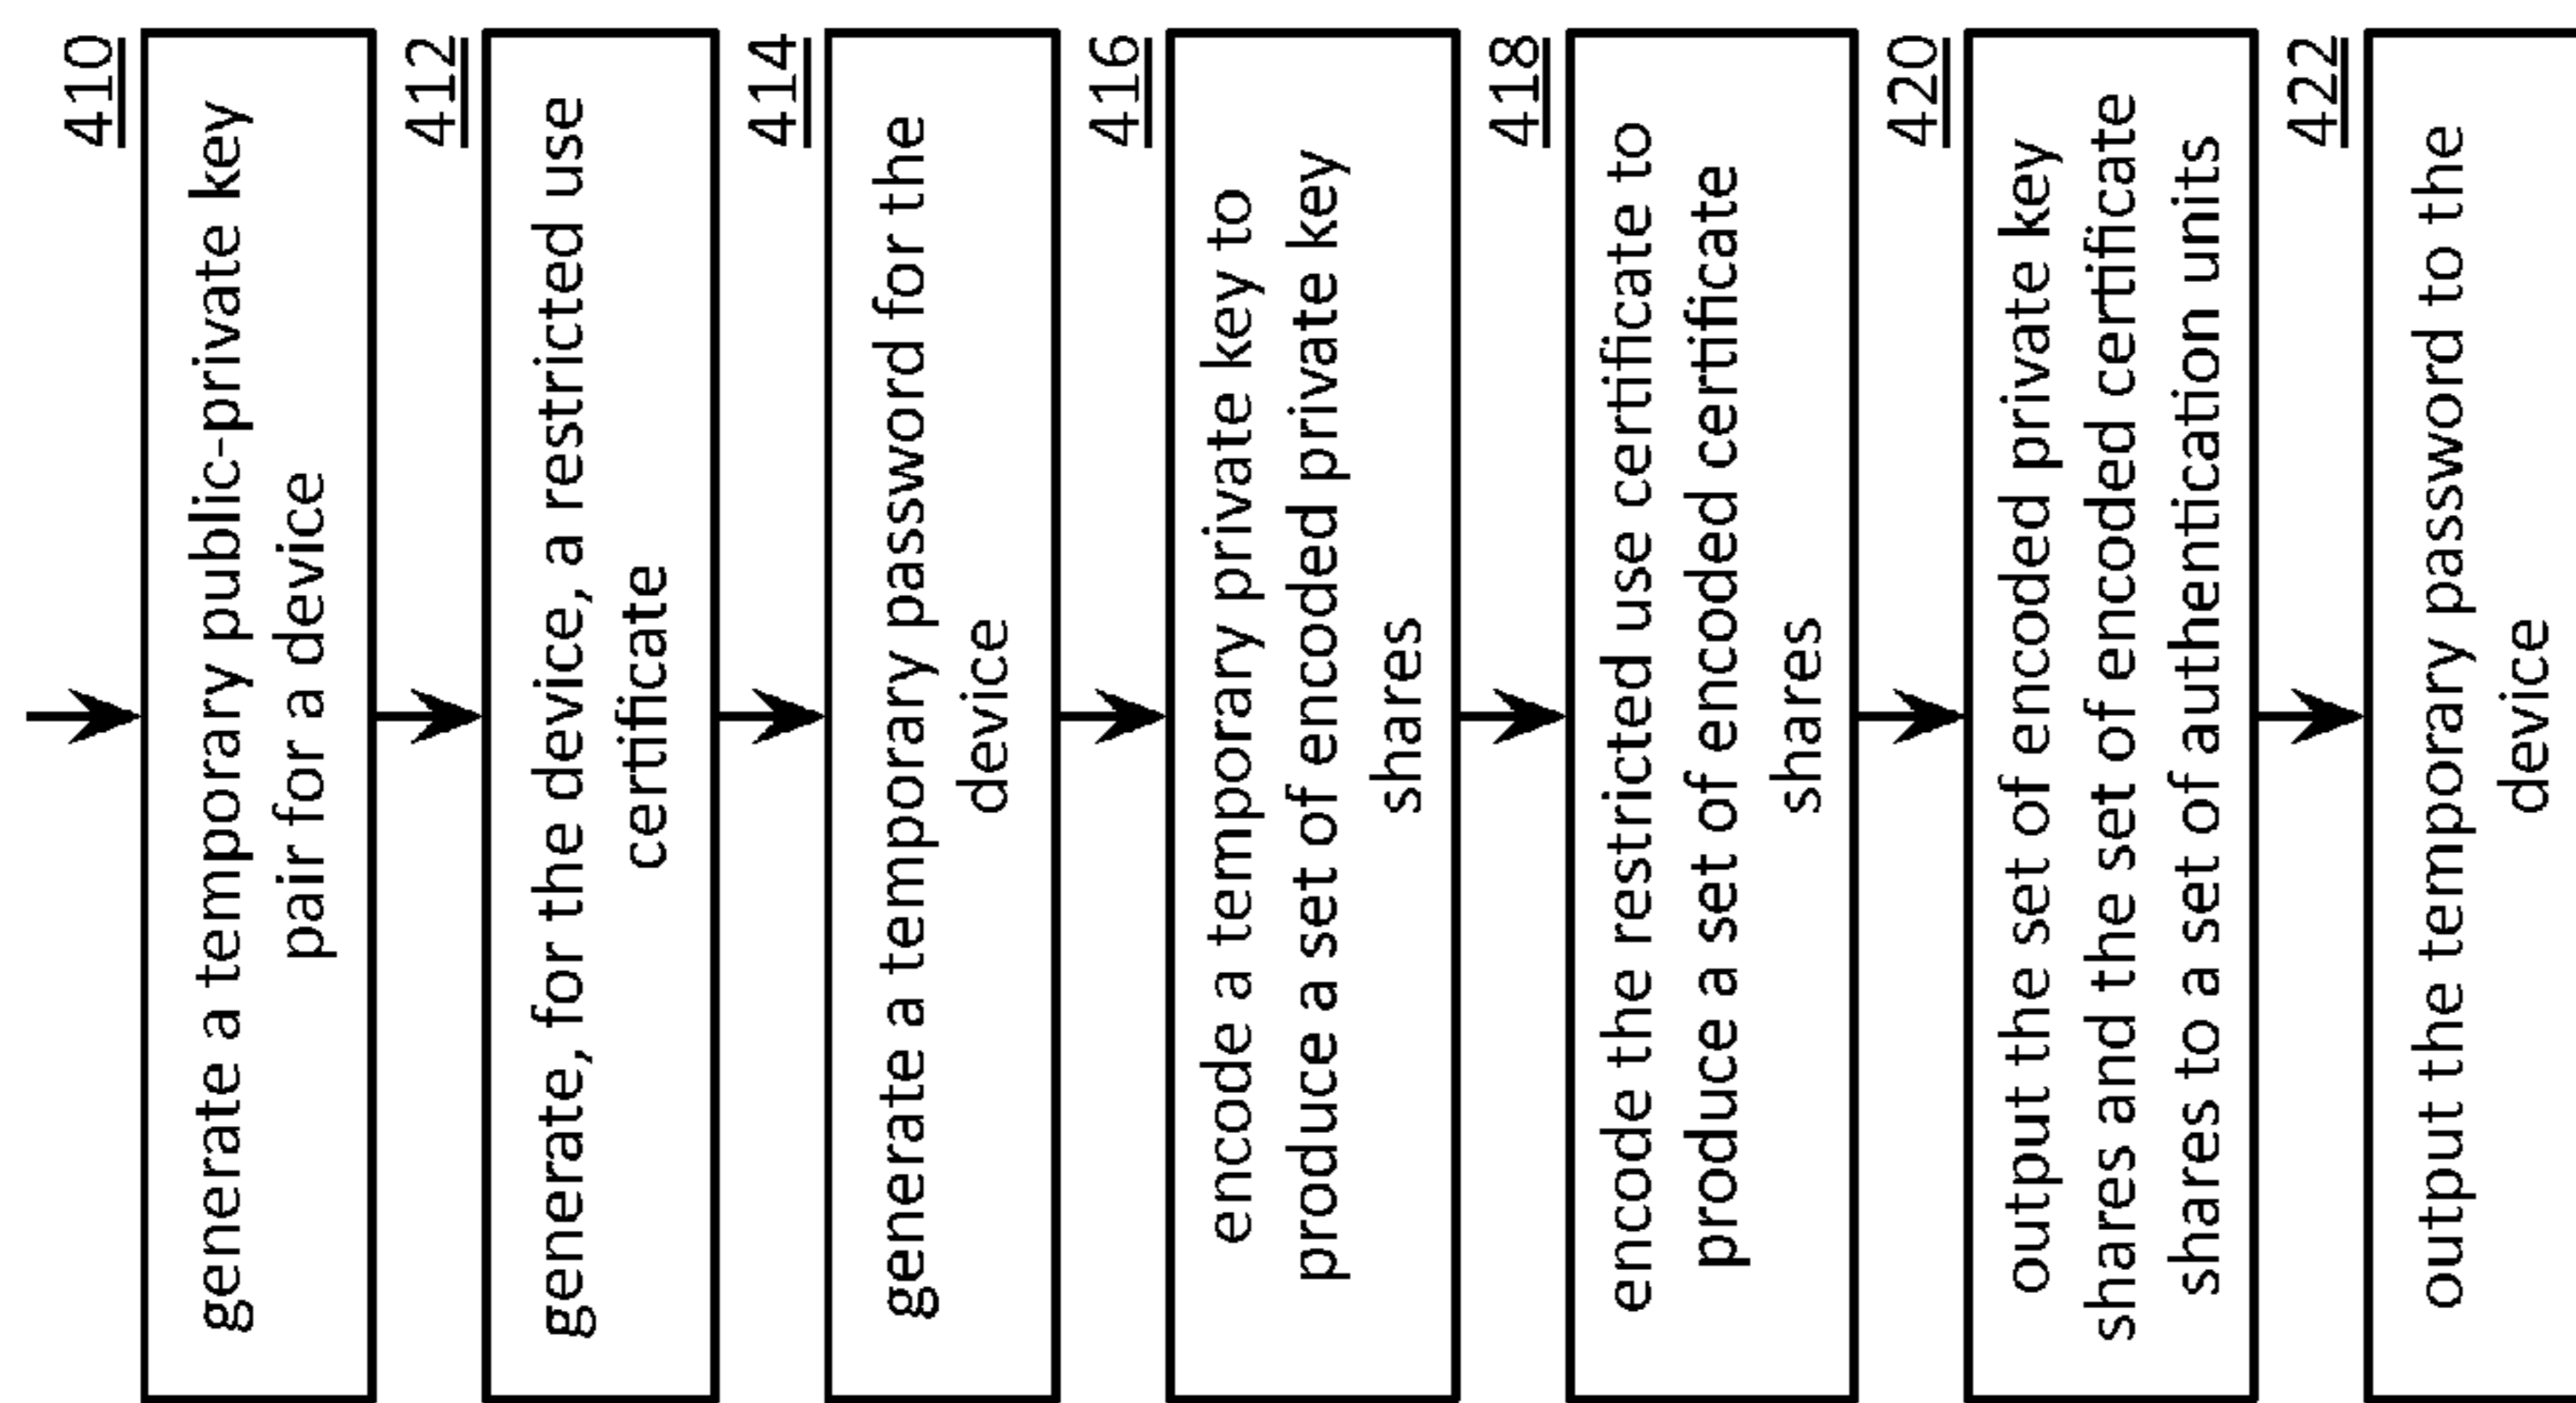 410
generate a temporary public-private key
pair for a device
412
generate, for the device, a restricted use
certificate
414
generate a temporary password for the
device
416
encode a temporary private key to
produce a set of encoded private key
shares
418
encode the restricted use certificate to
produce a set of encoded certificate
shares
420
output the set of encoded private key
shares and the set of encoded certificate
shares to a set of authentication units
422
output the temporary password to the
device